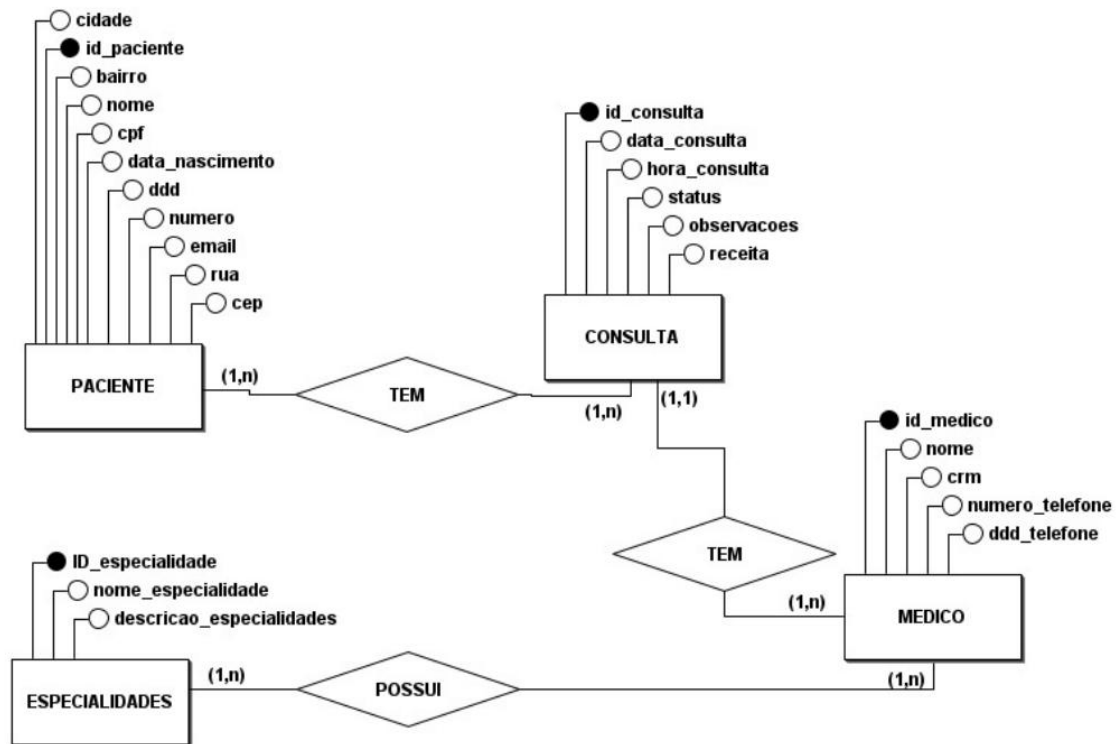 cidade
id_paciente
bairro
nome
cpf
data_nascimento
ddd
numero
email
rua
cep
PACIENTE
(1,n)
TEM
(1,n)
id_consulta
data_consulta
hora_consulta
status
observacoes
receita
CONSULTA
(1,1)
TEM
(1,n)
id_medico
nome
crm
numero_telefone
ddd_telefone
MEDICO
(1,n)
ID_especialidade
nome_especialidade
descricao_especialidades
ESPECIALIDADES
(1,n)
POSSUI